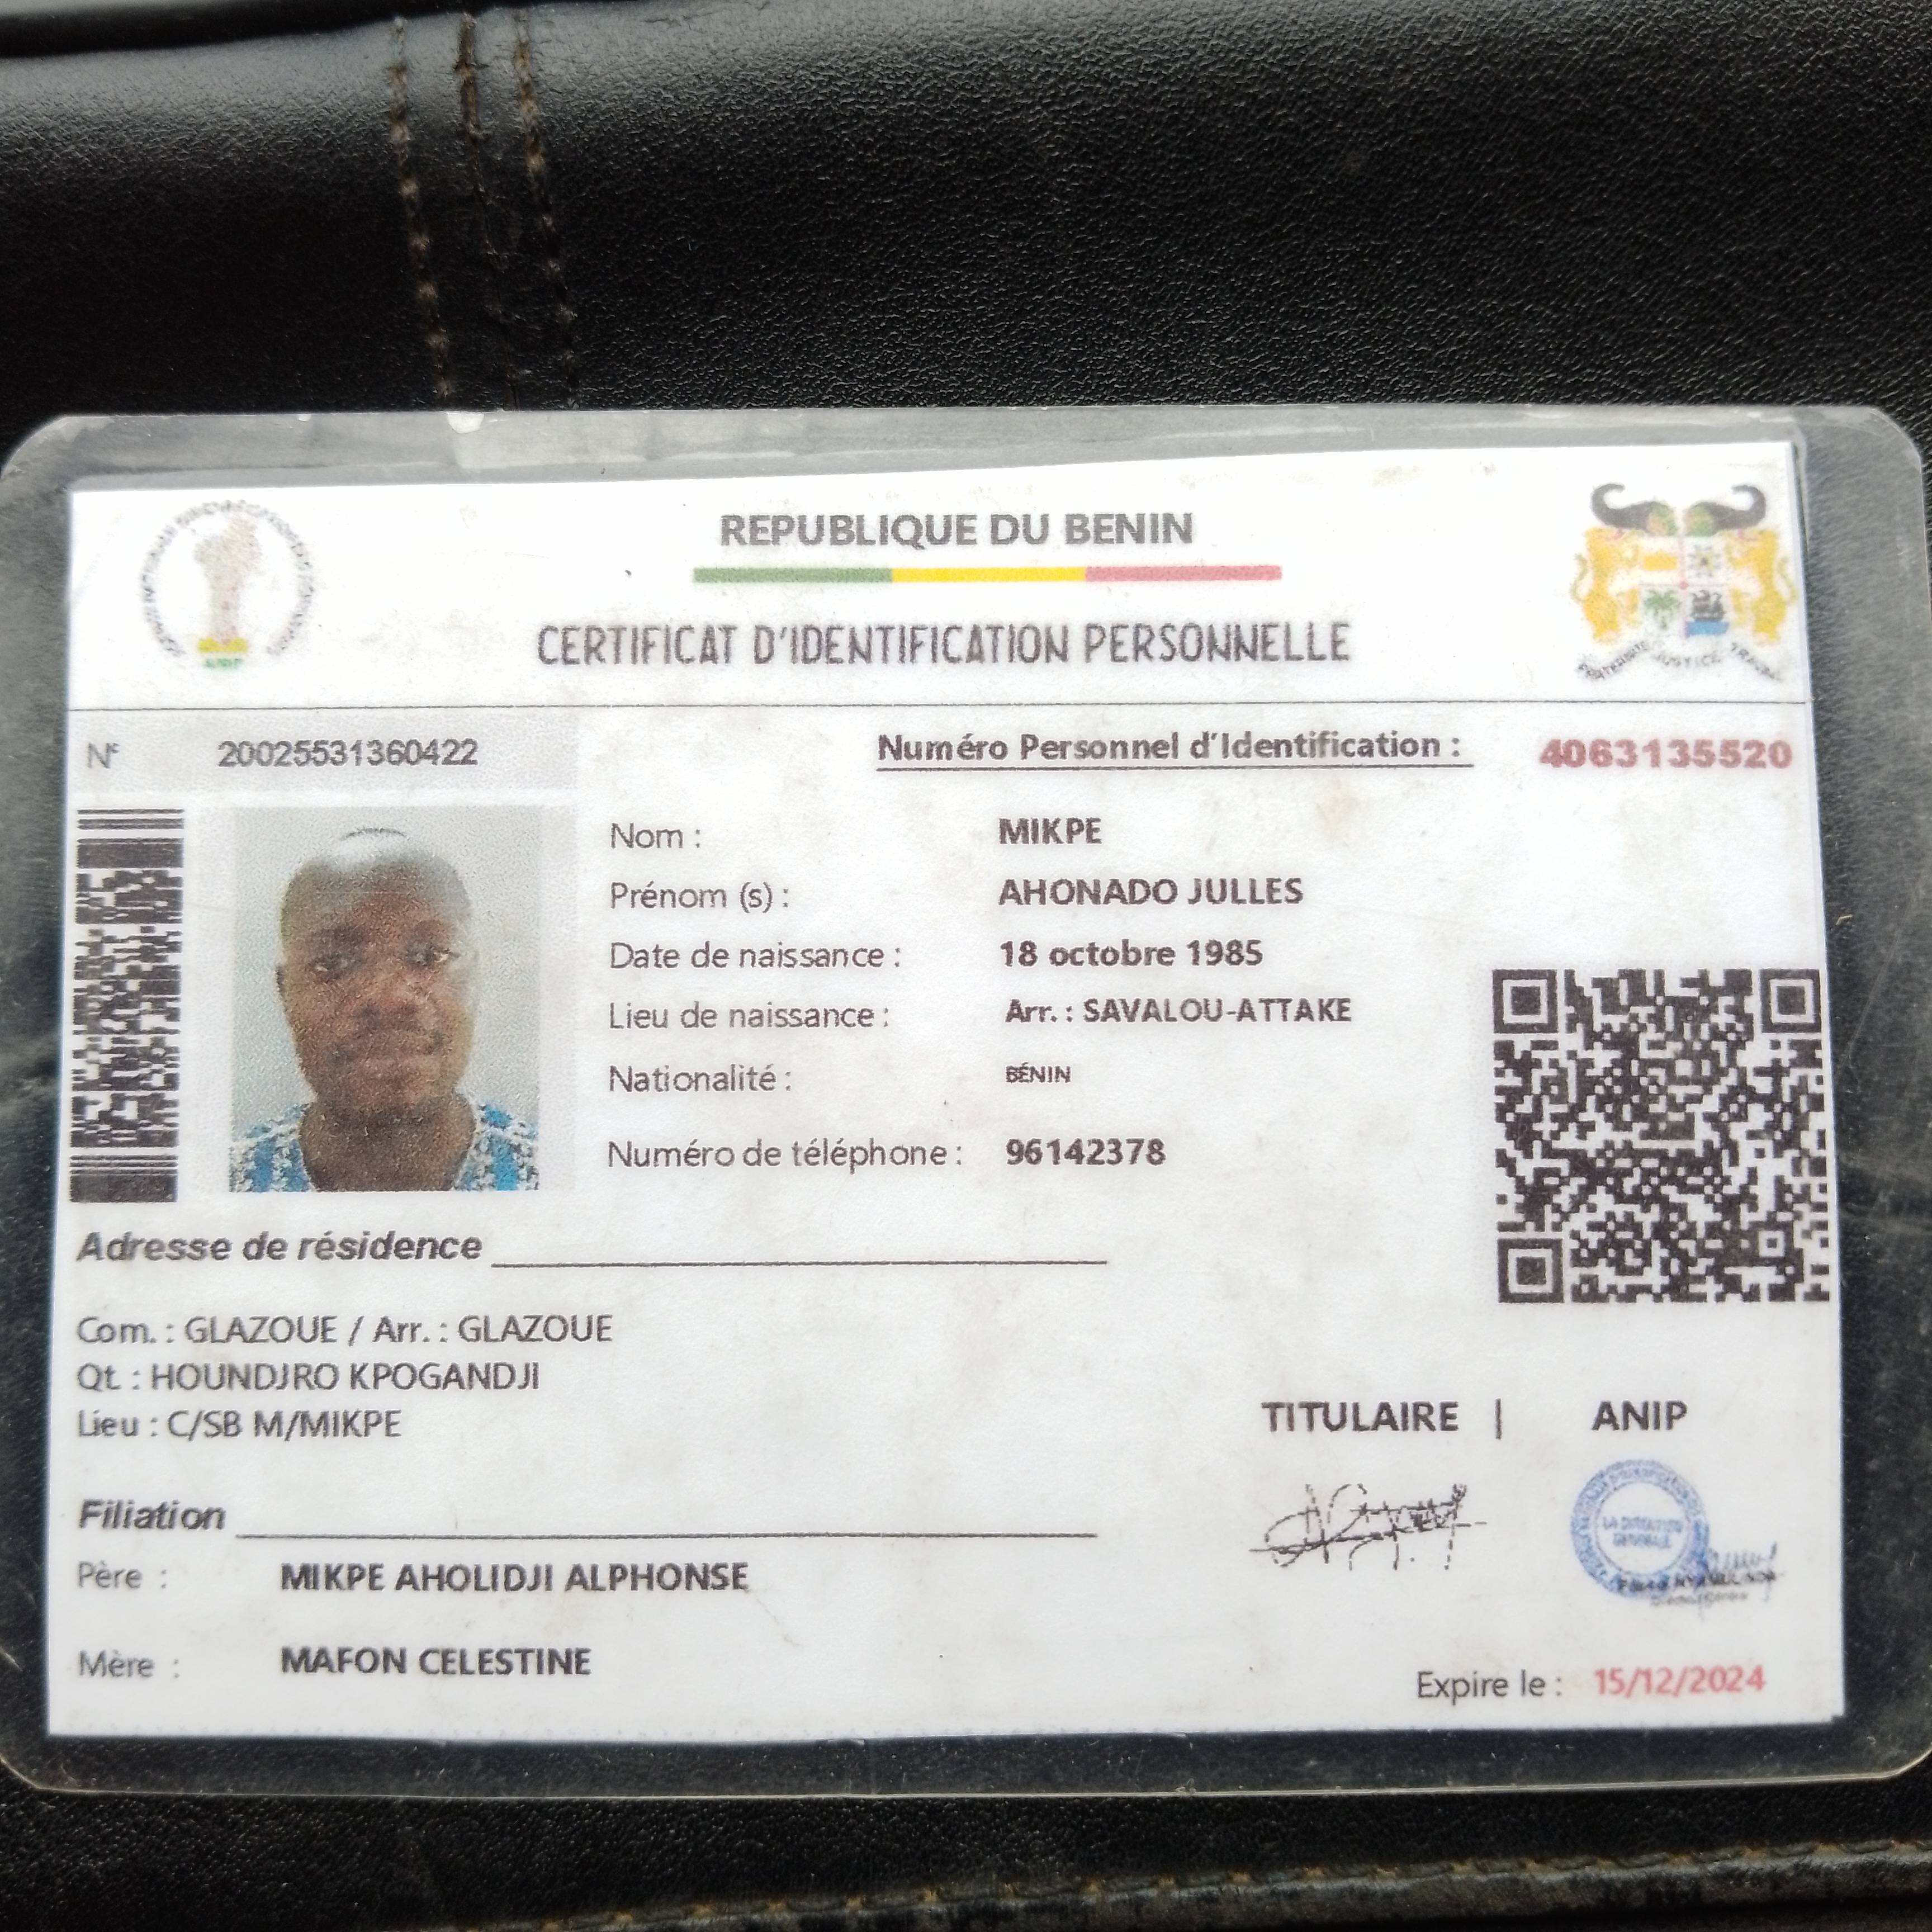 REPUBLIQUE DU BENIN
CERTIFICAT D'IDENTIFICATION PERSONNELLE
ANIP
FRATERNITE JUSTICE TRAVAIL
N° 20025531360422
Numéro Personnel d'Identification : 4063135520
Nom : MIKPE
Prénom (s) : AHONADO JULLES
Date de naissance : 18 octobre 1985
Lieu de naissance : Arr. : SAVALOU-ATTAKE
Nationalité : BÉNIN
Numéro de téléphone : 96142378
Adresse de résidence
Com. : GLAZOUE / Arr. : GLAZOUE
Qt. : HOUNDJRO KPOGANDJI
Lieu : C/SB M/MIKPE
TITULAIRE | ANIP
Filiation
Père : MIKPE AHOLIDJI ALPHONSE
Mère : MAFON CELESTINE
Expire le : 15/12/2024